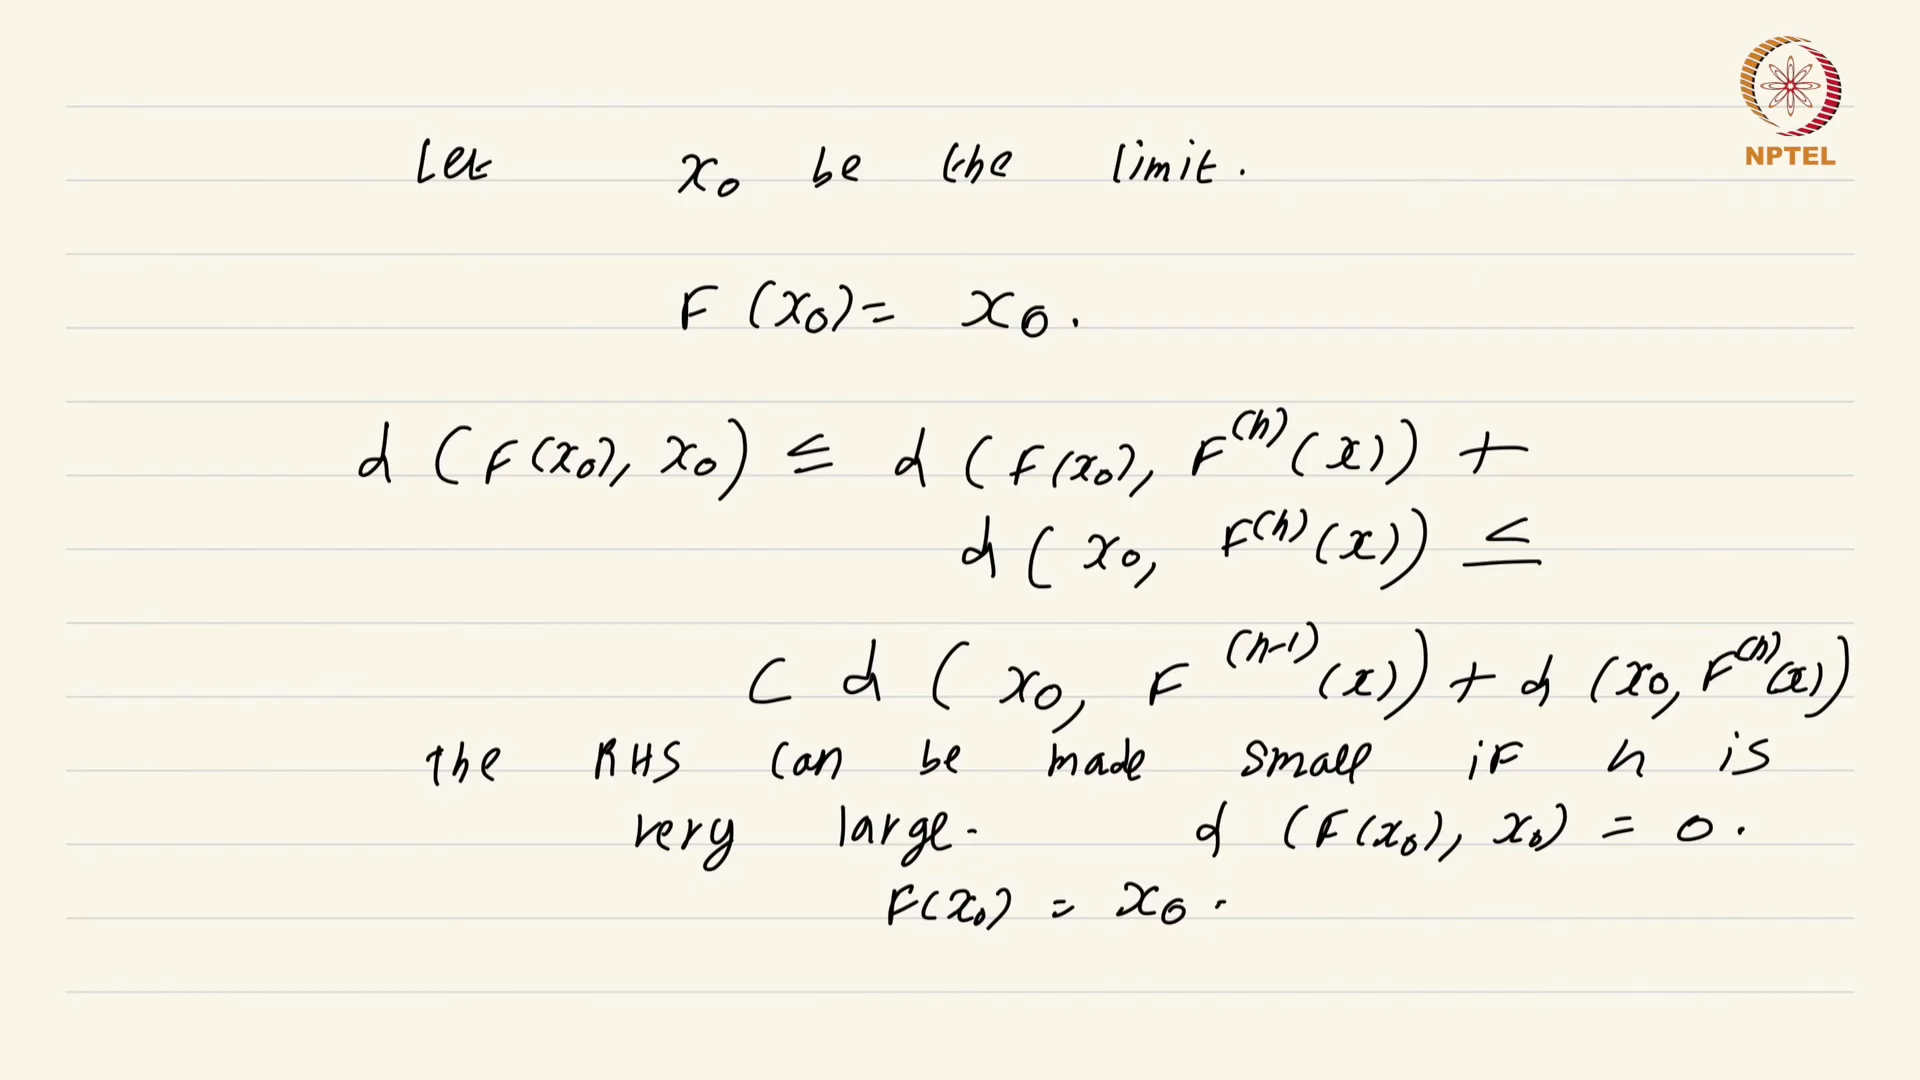 NPTEL
Let x₀ be the limit.
F (x₀) = x₀.
d (F(x₀), x₀) ≤ d (F(x₀), F⁽ⁿ⁾(x)) +
d (x₀, F⁽ⁿ⁾(x)) ≤
C d (x₀, F⁽ⁿ⁻¹⁾(x)) + d (x₀, F⁽ⁿ⁾(x))
the RHS can be made small if n is
very large. d (F(x₀), x₀) = 0.
F(x₀) = x₀.